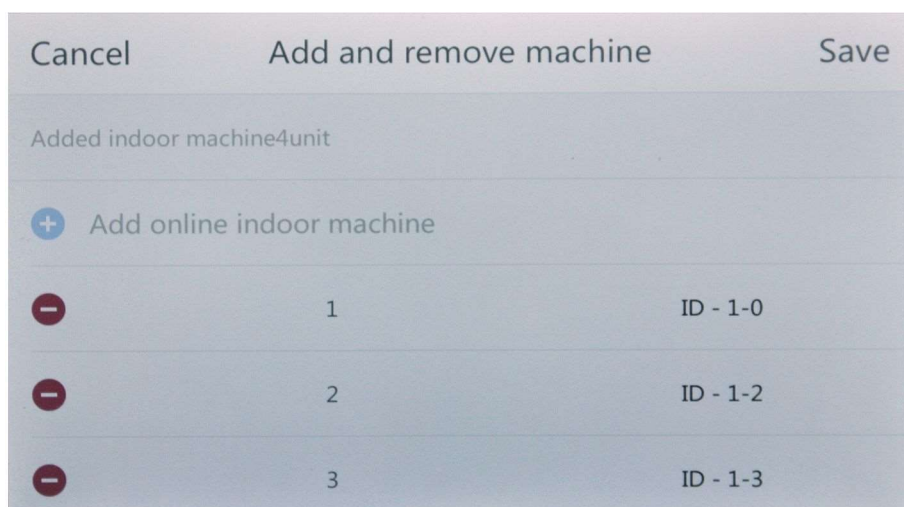 Cancel Add and remove machine Save
Added indoor machine4unit
Add online indoor machine
1 ID - 1-0
2 ID - 1-2
3 ID - 1-3